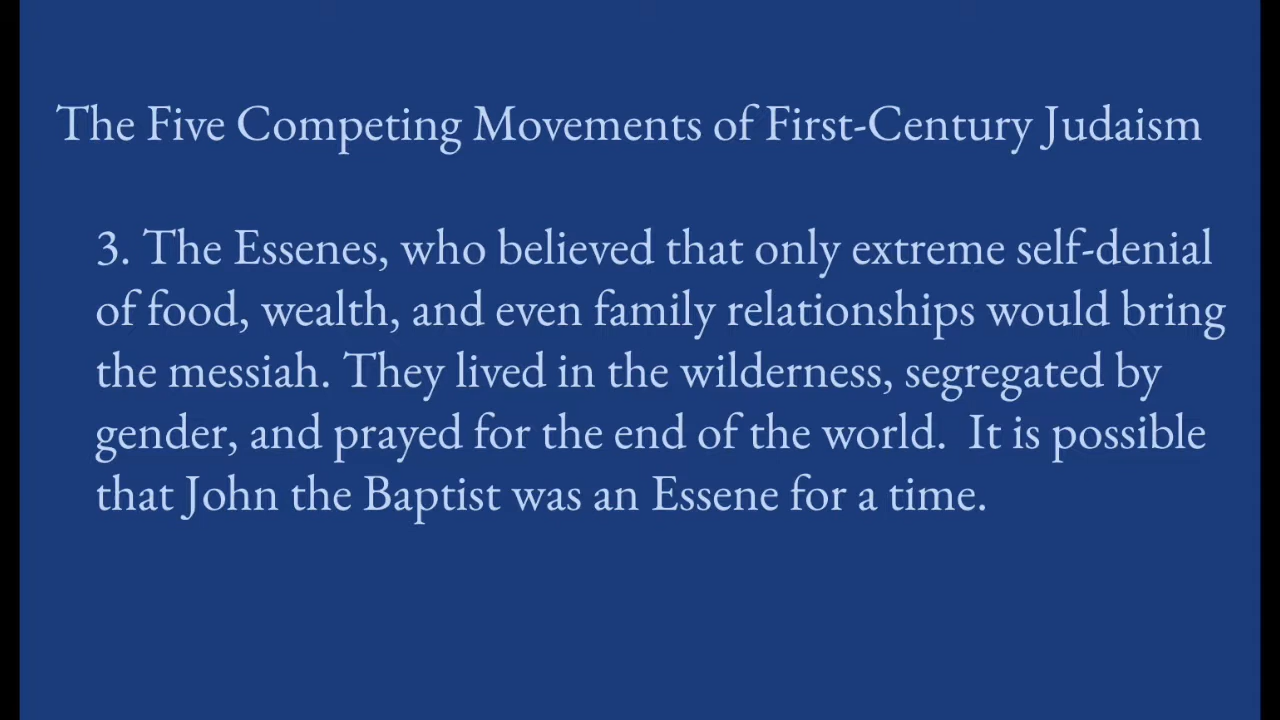 The Five Competing Movements of First-Century Judaism
3. The Essenes, who believed that only extreme self-denial
of food, wealth, and even family relationships would bring
the messiah. They lived in the wilderness, segregated by
gender, and prayed for the end of the world.  It is possible
that John the Baptist was an Essene for a time.